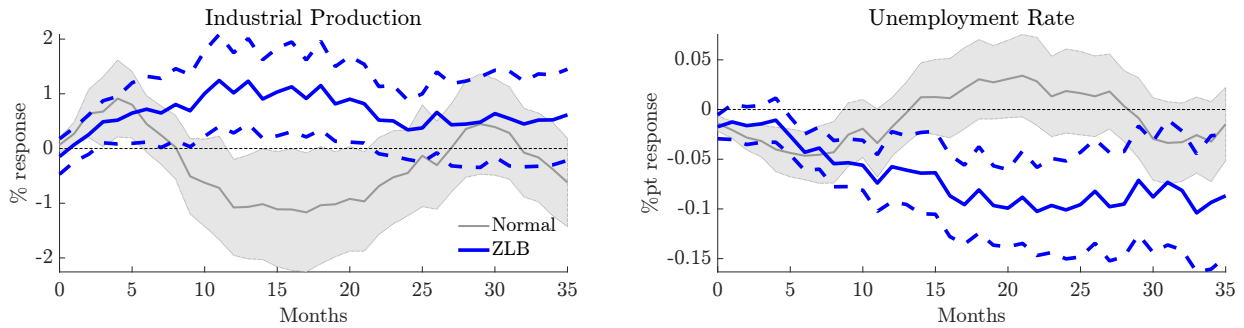 Industrial Production
% response
2
1
0
-1
-2
Normal
ZLB
0 5 10 15 20 25 30 35
Months
Unemployment Rate
%pt response
0.05
0
-0.05
-0.1
-0.15
0 5 10 15 20 25 30 35
Months